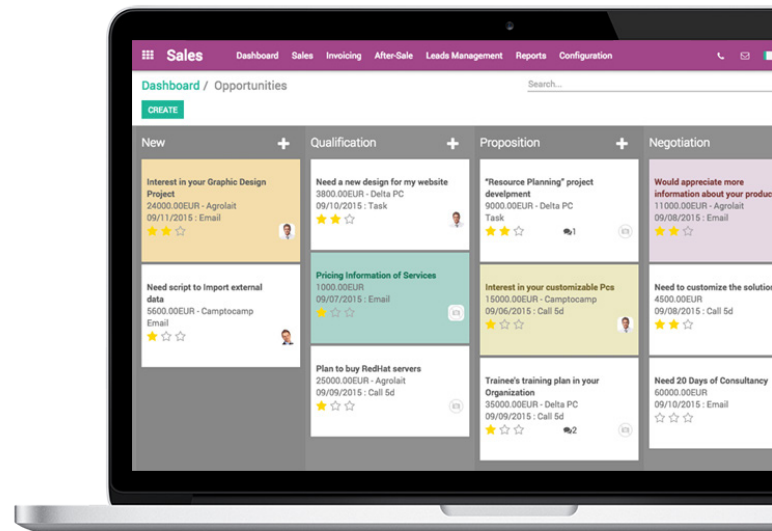 Sales Dashboard Sales Invoicing After-Sale Leads Management Reports Configuration
Dashboard / Opportunities
Search...
CREATE
New
Interest in your Graphic Design
Project
24000.00EUR - Agrolait
09/11/2015 : Email
Need script to Import external
data
5600.00EUR - Camptocamp
Email
Qualification
Need a new design for my website
3800.00EUR - Delta PC
09/10/2015 : Task
Pricing Information of Services
1000.00EUR
09/07/2015 : Email
Plan to buy RedHat servers
25000.00EUR - Agrolait
09/09/2015 : Call 5d
Proposition
"Resource Planning" project
develpment
9000.00EUR - Delta PC
Task
1
Interest in your customizable Pcs
15000.00EUR - Camptocamp
09/06/2015 : Call 5d
Trainee's training plan in your
Organization
35000.00EUR - Delta PC
09/09/2015 : Call 5d
2
Negotiation
Would appreciate more
information about your produc
11000.00EUR - Agrolait
09/08/2015 : Email
Need to customize the solution
4500.00EUR
09/08/2015 : Call 5d
Need 20 Days of Consultancy
60000.00EUR
09/10/2015 : Email